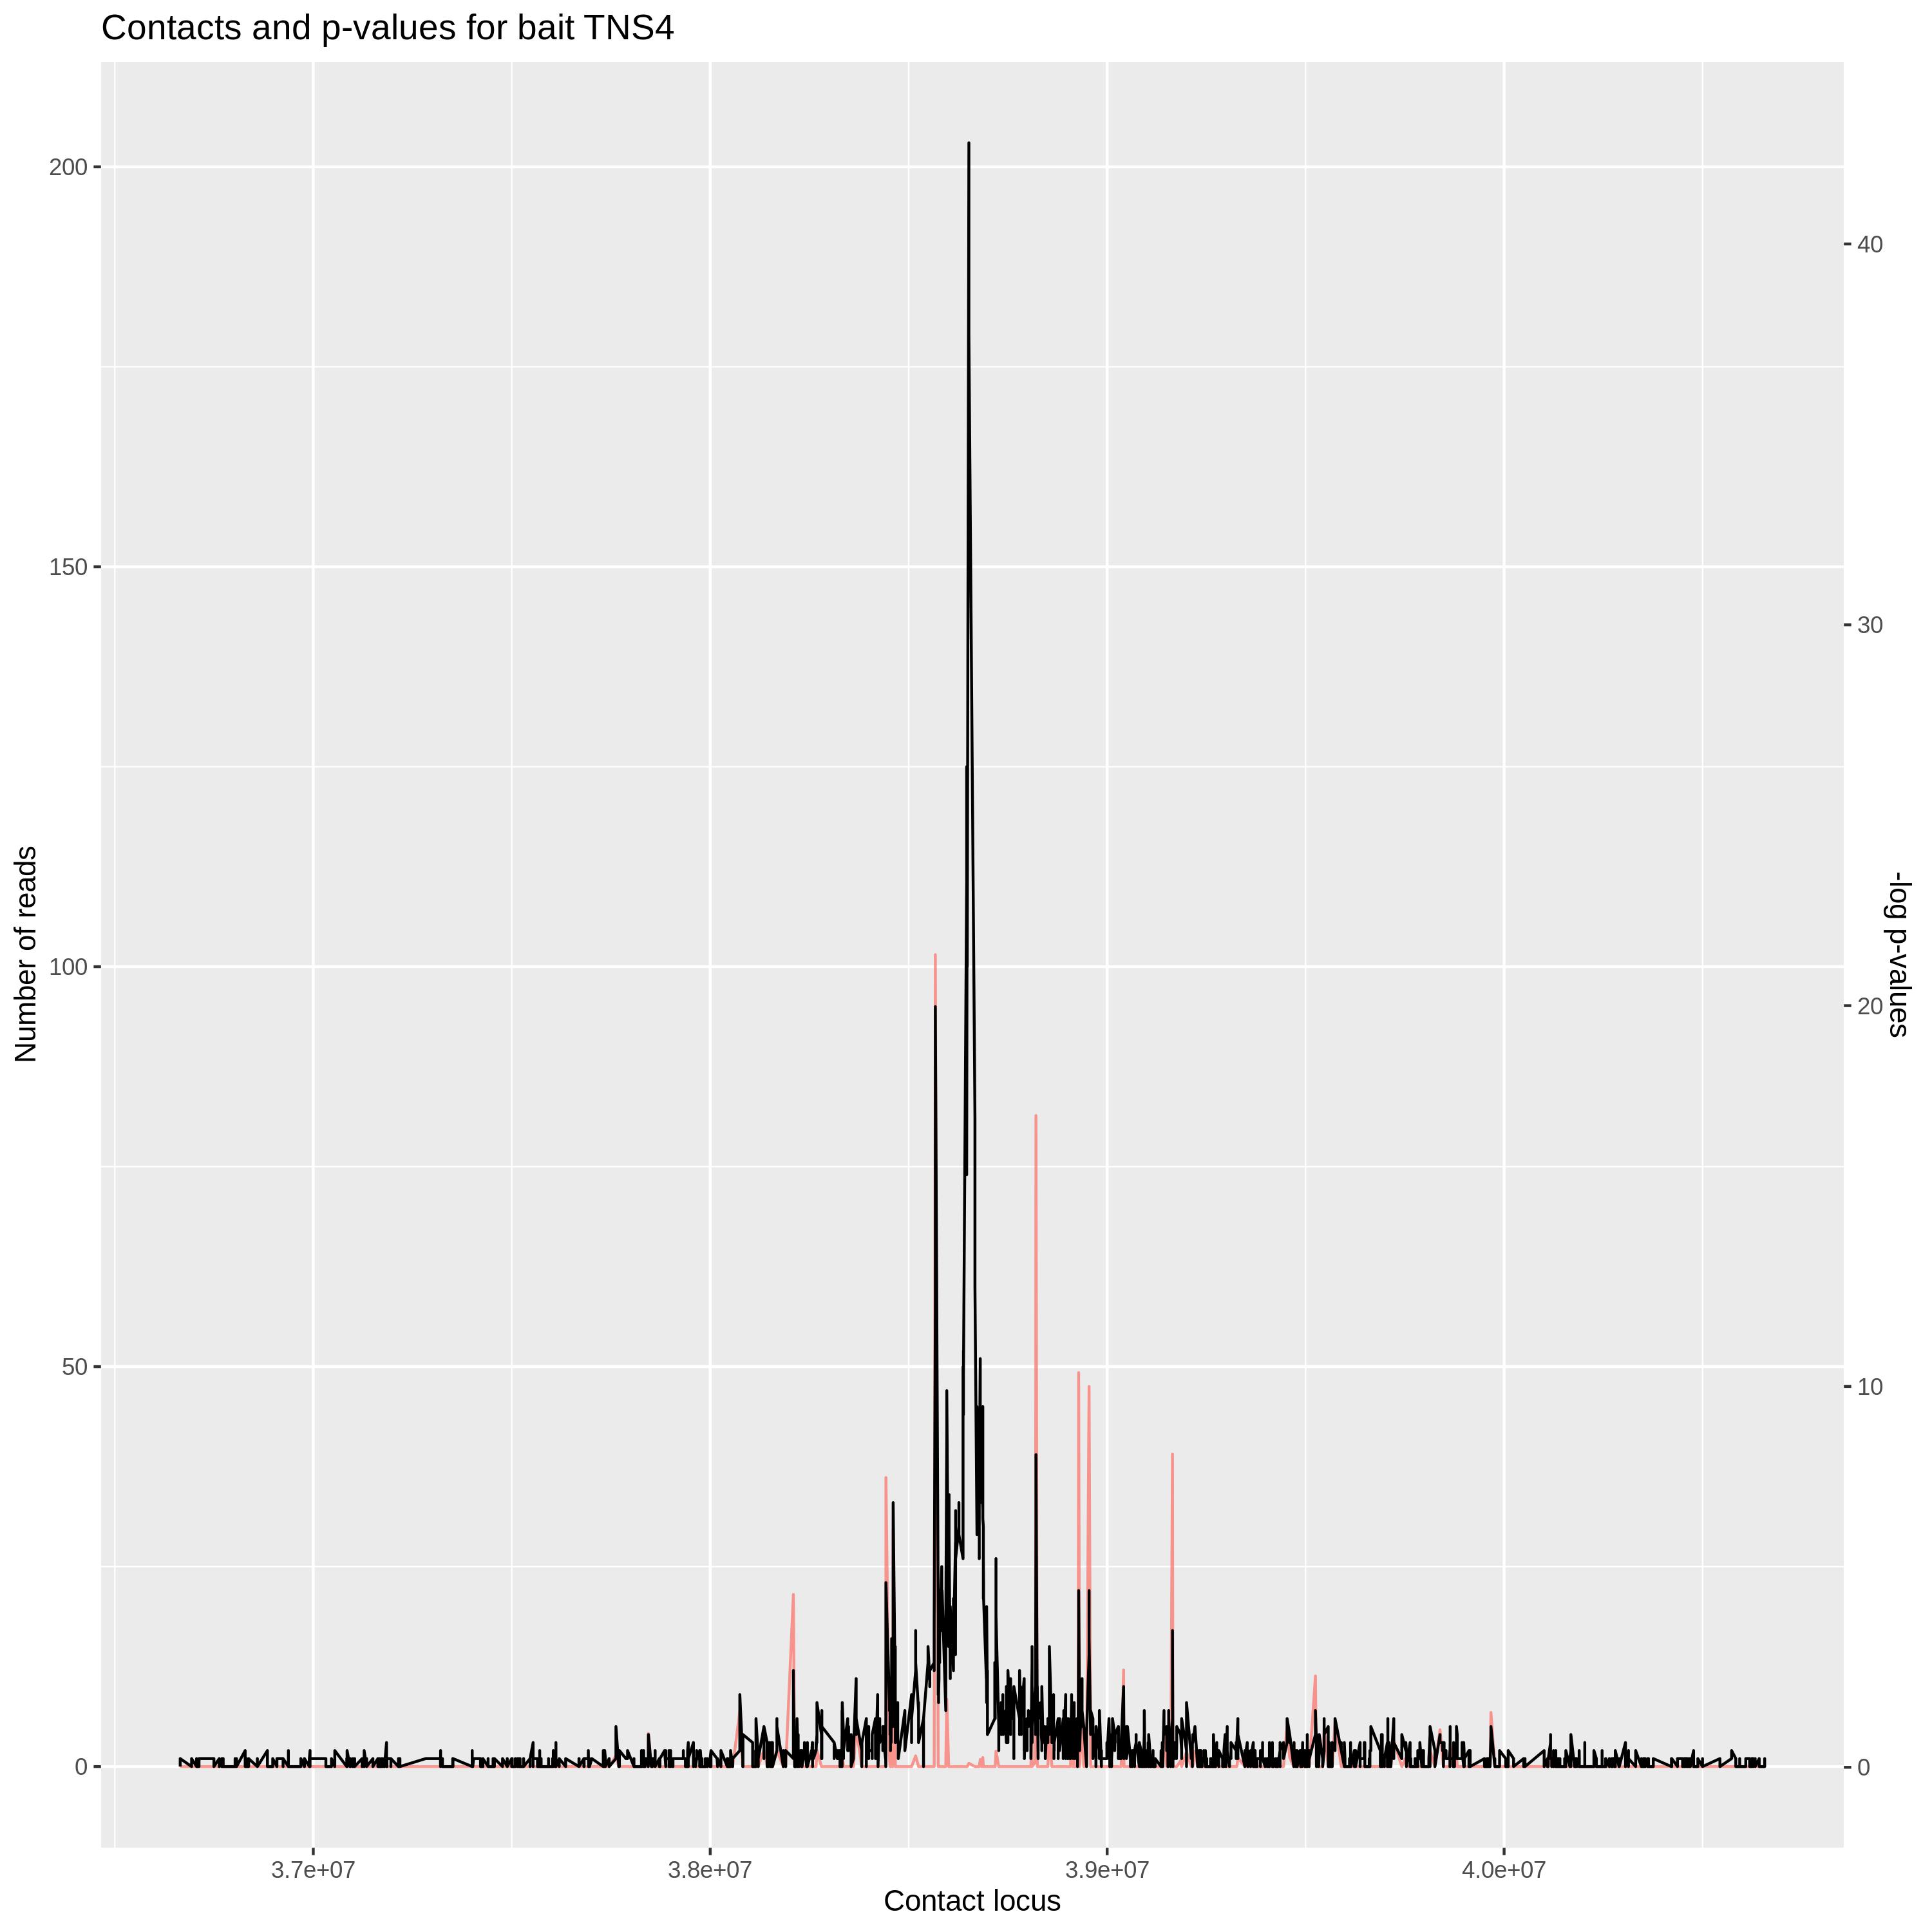 Contacts and p-values for bait TNS4
200
150
100
50
0
Number of reads
40
30
20
10
0
-log p-values
3.7e+07
3.8e+07
3.9e+07
4.0e+07
Contact locus